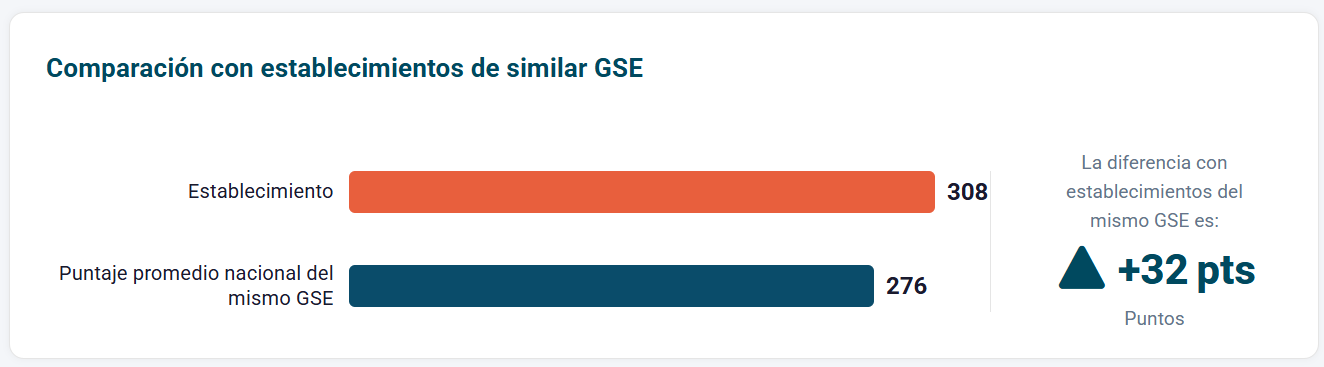 Comparación con establecimientos de similar GSE
Establecimiento
308
Puntaje promedio nacional del
mismo GSE
276
La diferencia con
establecimientos del
mismo GSE es:
+32 pts
Puntos